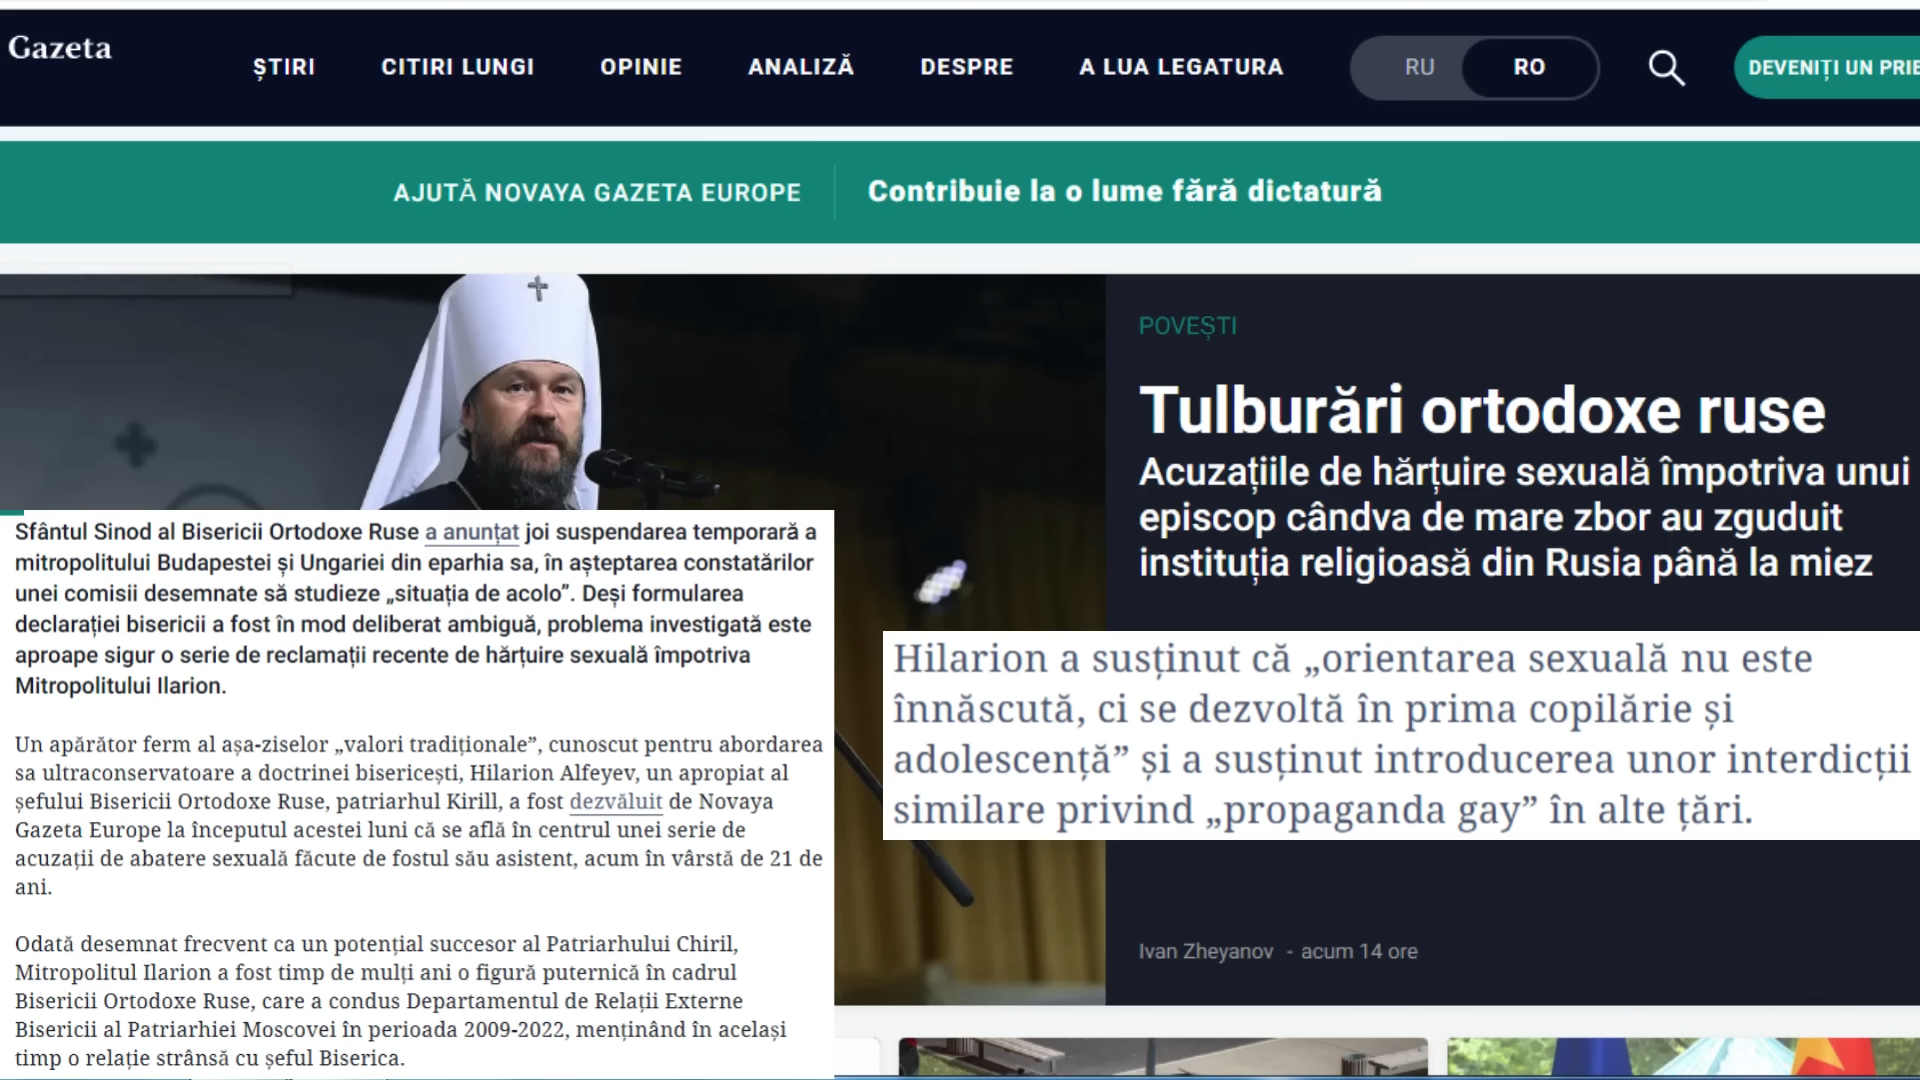 Gazeta
ȘTIRI
CITIRI LUNGI
OPINIE
ANALIZĂ
DESPRE
A LUA LEGATURA
RU
RO
DEVENIȚI UN
AJUTĂ NOVAYA GAZETA EUROPE
Contribuie la o lume fără dictatură
POVEȘTI
Tulburări ortodoxe ruse
Acuzațiile de hărțuire sexuală împotriva unui
episcop cândva de mare zbor au zguduit
instituția religioasă din Rusia până la miez
Sfântul Sinod al Bisericii Ortodoxe Ruse a anunțat joi suspendarea temporară a
mitropolitului Budapestei și Ungariei din eparhia sa, în așteptarea constatărilor
unei comisii desemnate să studieze „situația de acolo”. Deși formularea
declarației bisericii a fost în mod deliberat ambiguă, problema investigată este
aproape sigur o serie de reclamații recente de hărțuire sexuală împotriva
Mitropolitului Ilarion.
Un apărător ferm al așa-ziselor „valori tradiționale”, cunoscut pentru abordarea
sa ultraconservatoare a doctrinei bisericești, Hilarion Alfeyev, un apropiat al
șefului Bisericii Ortodoxe Ruse, patriarhul Kirill, a fost dezvăluit de Novaya
Gazeta Europe la începutul acestei luni că se află în centrul unei serie de
acuzații de abatere sexuală făcute de fostul său asistent, acum în vârstă de 21 de
ani.
Odată desemnat frecvent ca un potențial succesor al Patriarhului Chiril,
Mitropolitul Ilarion a fost timp de mulți ani o figură puternică în cadrul
Bisericii Ortodoxe Ruse, care a condus Departamentul de Relații Externe
Bisericii al Patriarhiei Moscovei în perioada 2009-2022, menținând în același
timp o relație strânsă cu șeful Biserica.
Hilarion a susținut că „orientarea sexuală nu este
înnăscută, ci se dezvoltă în prima copilărie și
adolescență” și a susținut introducerea unor interdicții
similare privind „propaganda gay” în alte țări.
Ivan Zheyanov - acum 14 ore